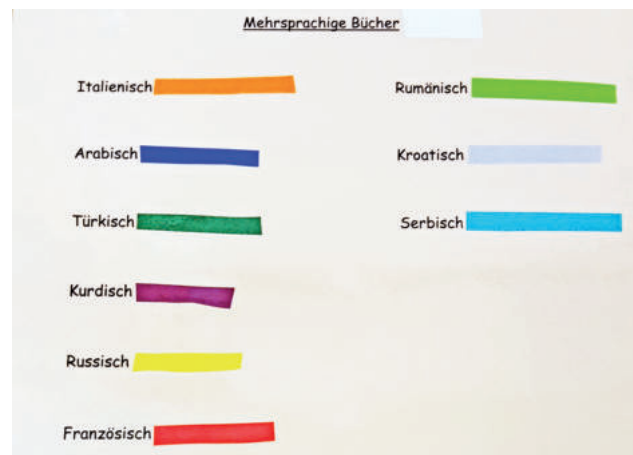 Mehrsprachige Bücher
Italienisch
Arabisch
Türkisch
Kurdisch
Russisch
Französisch
Rumänisch
Kroatisch
Serbisch